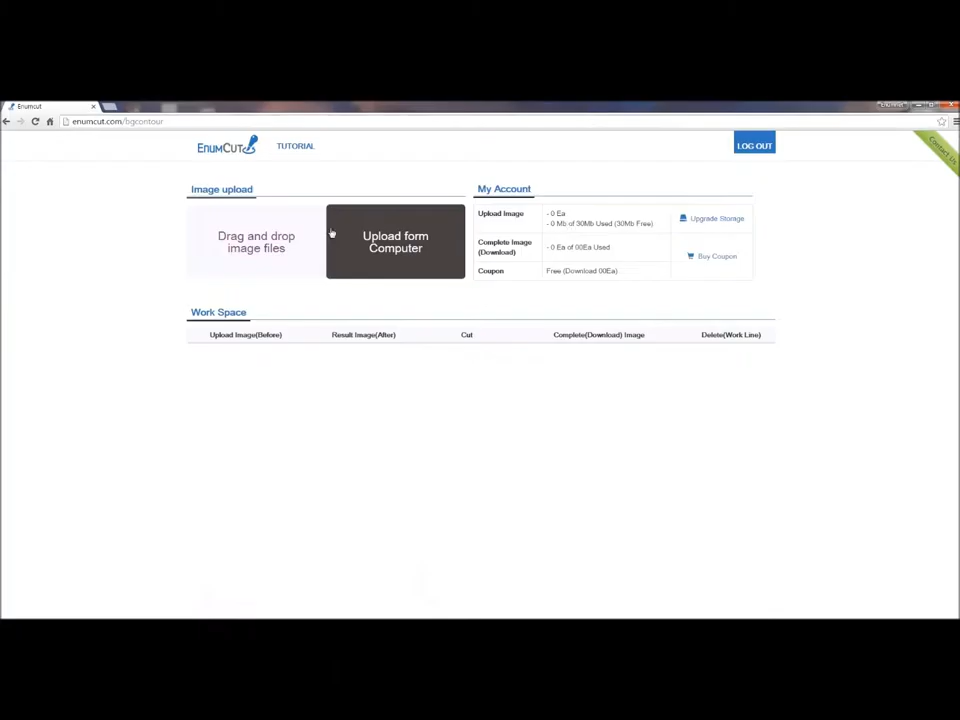 Enumcut
enumcut.com/bgcontour
ENUMCUT
TUTORIAL
LOG OUT
Contact Us
Image upload
Drag and drop
image files
Upload form
Computer
My Account
Upload Image
- 0 Ea
- 0 Mb of 30Mb Used (30Mb Free)
Upgrade Storage
Complete Image
(Download)
- 0 Ea of 00Ea Used
Buy Coupon
Coupon
Free (Download 00Ea)
Work Space
Upload Image(Before)
Result Image(After)
Cut
Complete(Download) Image
Delete(Work Line)